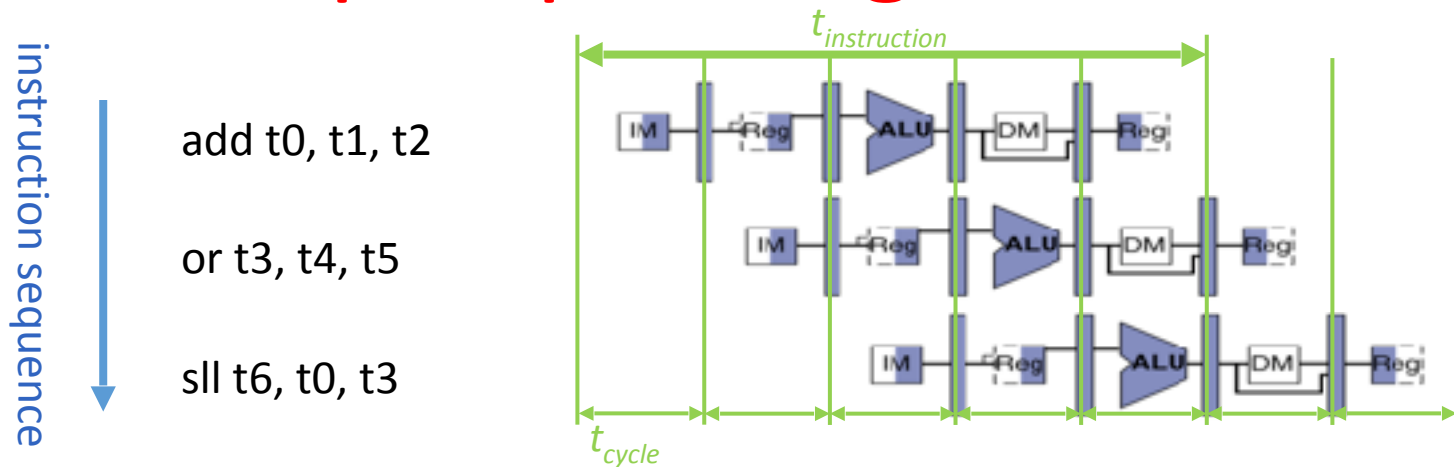 t_instruction
instruction sequence
add t0, t1, t2
IM Reg ALU DM Reg
or t3, t4, t5
IM Reg ALU DM Reg
sll t6, t0, t3
IM Reg ALU DM Reg
t_cycle